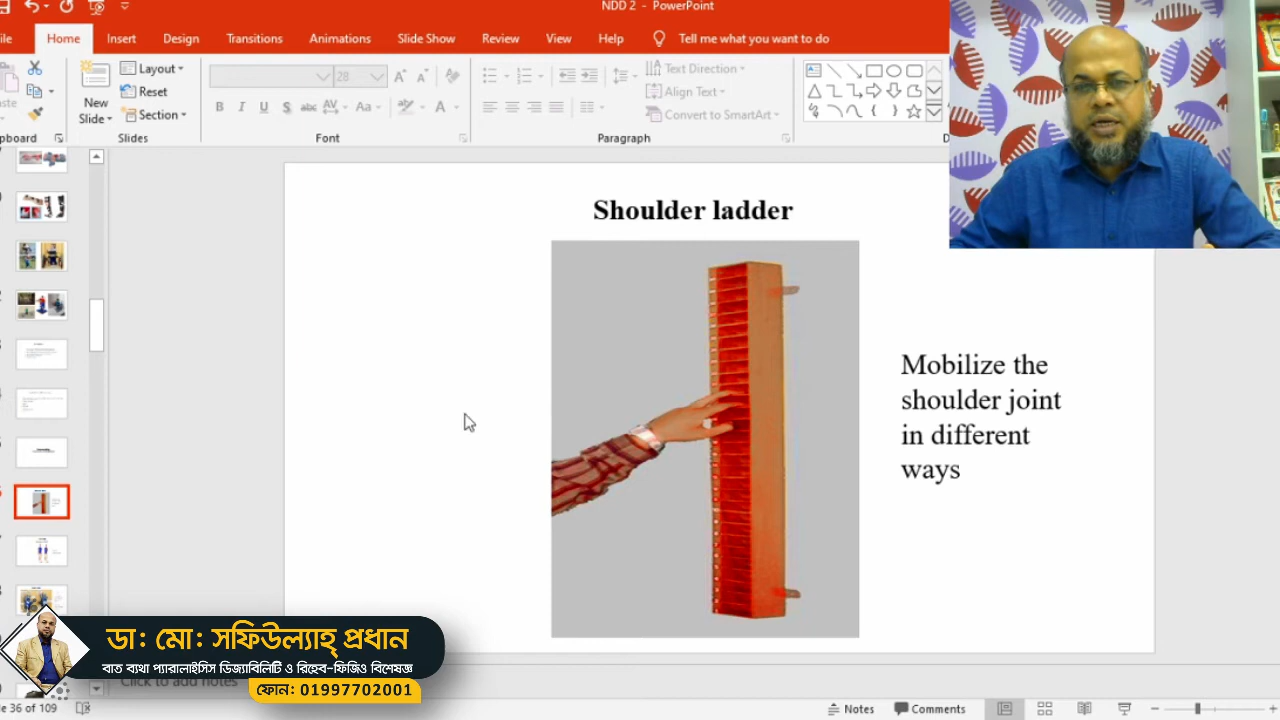 NDD 2 - PowerPoint
Home Insert Design Transitions Animations Slide Show Review View Help Tell me what you want to do
New
Slide
Layout
Reset
Section
28
Text Direction
Align Text
Convert to SmartArt
Slides Font Paragraph
Shoulder ladder
Mobilize the
shoulder joint
in different
ways
ডাঃ মোঃ সফিউল্যাহ্ প্রধান
বাত ব্যথা প্যারালাইসিস ডিজ্যাবিলিটি ও রিহেব-ফিজিও বিশেষজ্ঞ
ফোন: 01997702001
Click to add notes
36 of 109
Notes Comments